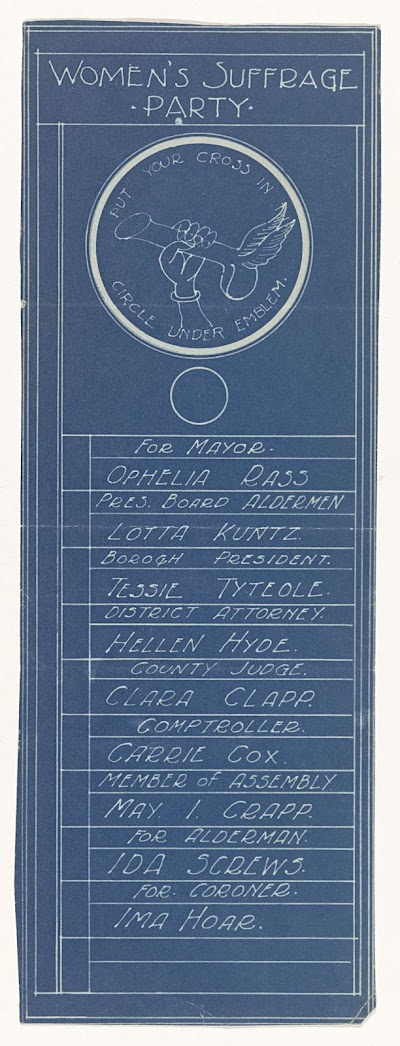 WOMEN'S SUFFRAGE
·PARTY·
PUT YOUR CROSS IN
CIRCLE UNDER EMBLEM.
FOR MAYOR.
OPHELIA RASS
PRES. BOARD ALDERMEN
LOTTA KUNTZ.
BOROGH PRESIDENT.
TESSIE TYTEOLE.
DISTRICT ATTORNEY.
HELLEN HYDE.
COUNTY JUDGE.
CLARA CLAPP.
COMPTROLLER.
CARRIE COX.
MEMBER of ASSEMBLY.
MAY. I. CRAPP.
FOR ALDERMAN.
IDA SCREWS.
FOR. CORONER.
IMA HOAR.